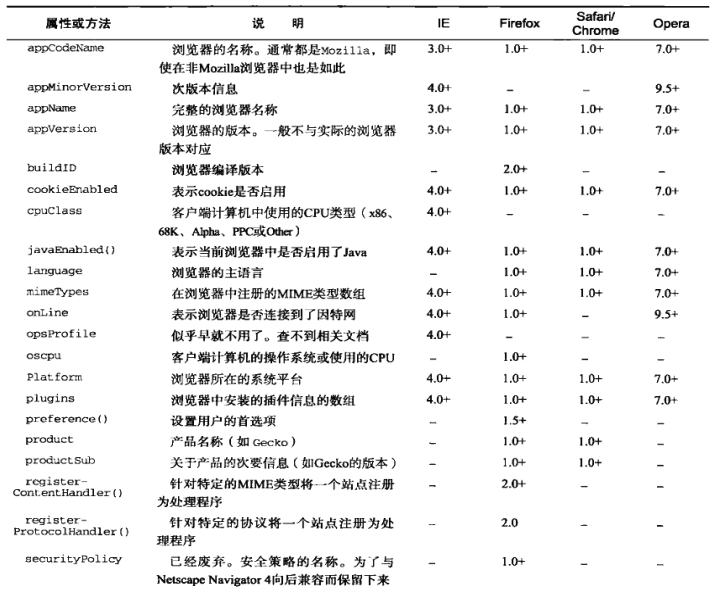 属性或方法 说 明 IE Firefox Safari/Chrome Opera
appCodeName 浏览器的名称。通常都是Mozilla，即 3.0+ 1.0+ 1.0+ 7.0+
使在非Mozilla浏览器中也是如此
appMinorVersion 次版本信息 4.0+ – – 9.5+
appName 完整的浏览器名称 3.0+ 1.0+ 1.0+ 7.0+
appVersion 浏览器的版本。一般不与实际的浏览器 3.0+ 1.0+ 1.0+ 7.0+
版本对应
buildID 浏览器编译版本 – 2.0+ – –
cookieEnabled 表示cookie是否启用 4.0+ 1.0+ 1.0+ 7.0+
cpuClass 客户端计算机中使用的CPU类型（x86、 4.0+ – – –
68K、Alpha、PPC或Other）
javaEnabled() 表示当前浏览器中是否启用了Java 4.0+ 1.0+ 1.0+ 7.0+
language 浏览器的主语言 – 1.0+ 1.0+ 7.0+
mimeTypes 在浏览器中注册的MIME类型数组 4.0+ 1.0+ 1.0+ 7.0+
onLine 表示浏览器是否连接到了因特网 4.0+ 1.0+ – 9.5+
opsProfile 似乎早就不用了。查不到相关文档 4.0+ – – –
oscpu 客户端计算机的操作系统或使用的CPU – 1.0+ – –
Platform 浏览器所在的系统平台 4.0+ 1.0+ 1.0+ 7.0+
plugins 浏览器中安装的插件信息的数组 4.0+ 1.0+ 1.0+ 7.0+
preference() 设置用户的首选项 – 1.5+ – –
product 产品名称（如 Gecko） – 1.0+ 1.0+ –
productSub 关于产品的次要信息（如Gecko的版本） – 1.0+ 1.0+ –
register- 针对特定的MIME类型将一个站点注册 – 2.0+ – –
ContentHandler() 为处理程序
register- 针对特定的协议将一个站点注册为处 – 2.0 – –
ProtocolHandler() 理程序
securityPolicy 已经废弃。安全策略的名称。为了与 – 1.0+ – –
Netscape Navigator 4向后兼容而保留下来